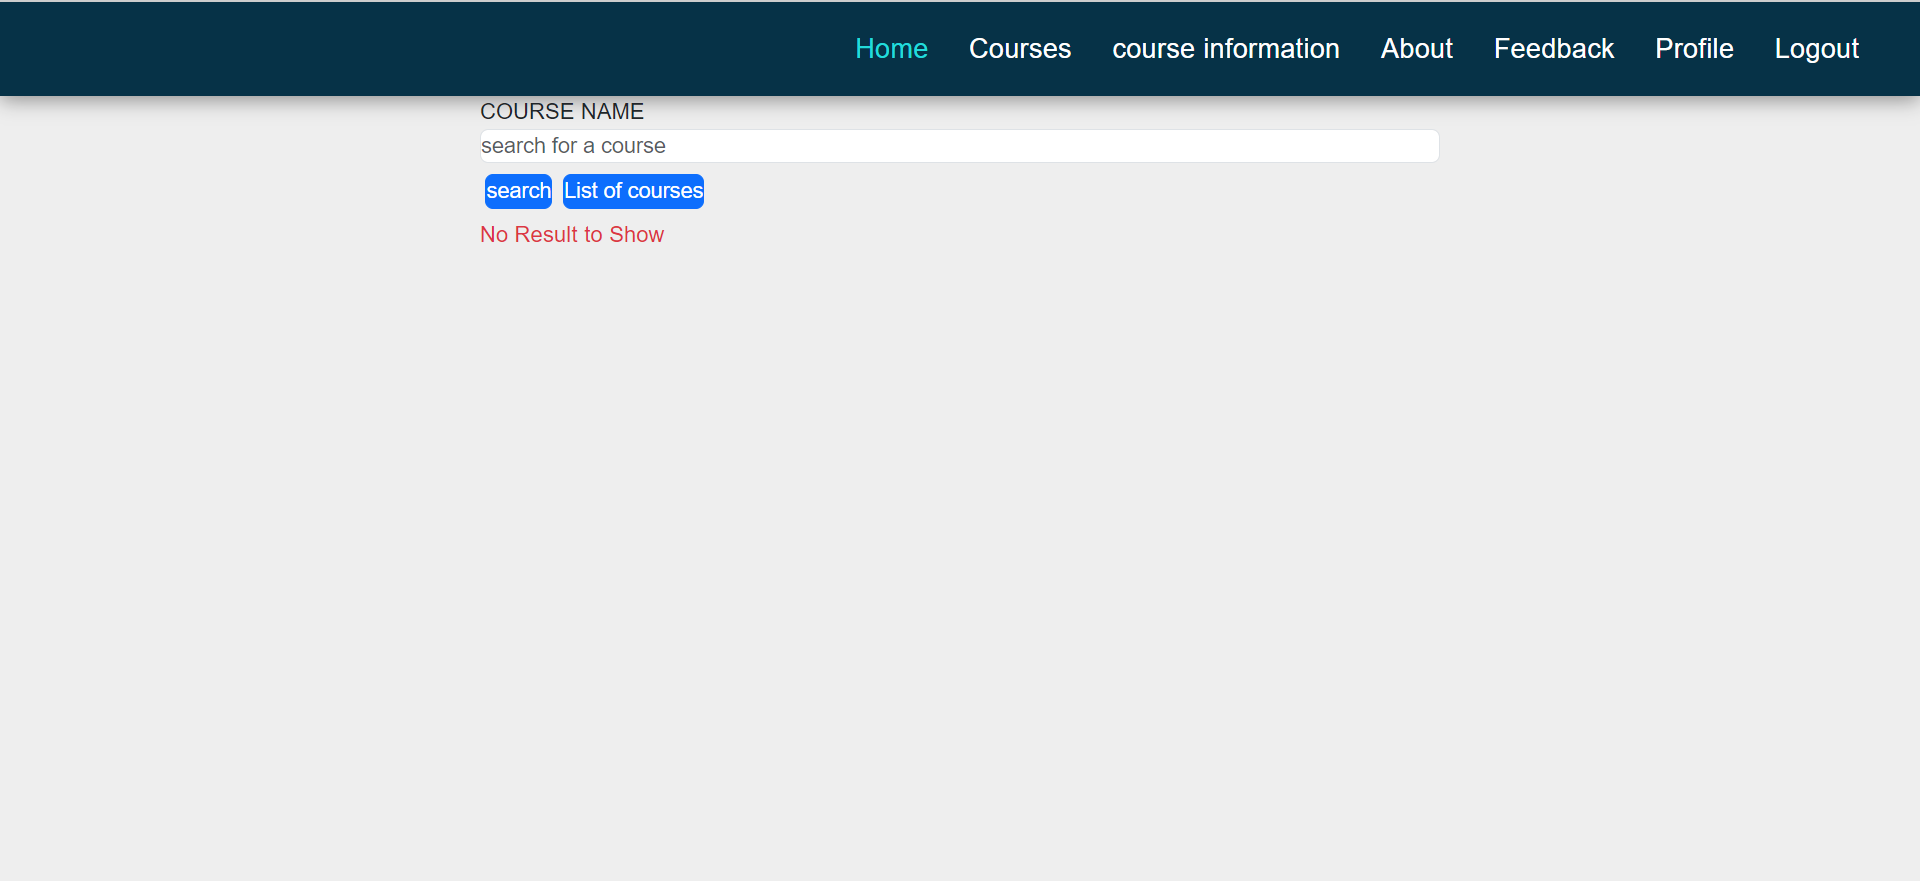 Home Courses course information About Feedback Profile Logout
COURSE NAME
search for a course
search List of courses
No Result to Show